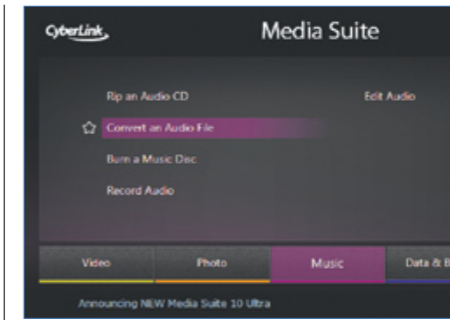 CyberLink
Media Suite
Rip an Audio CD
Edit Audio
Convert an Audio File
Burn a Music Disc
Record Audio
Video
Photo
Music
Data & B
Announcing NEW Media Suite 10 Ultra